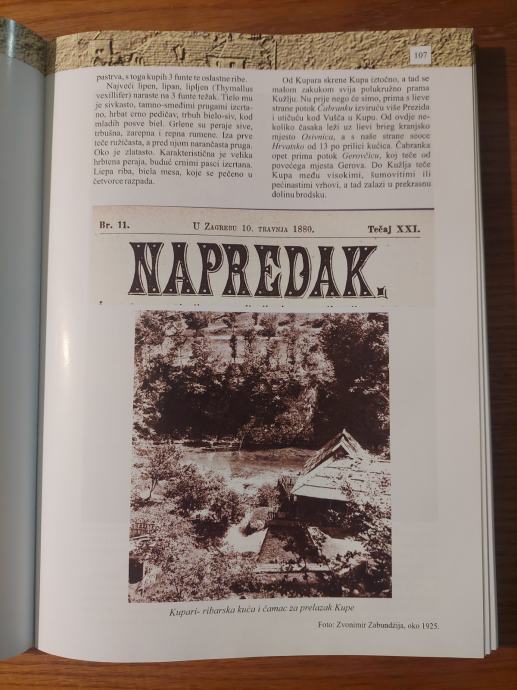 107
pastrva, s toga kupih 3 funte te oslastne ribe.
Najveći lipen, lipan, lipljen (Thymallus
vexillifer) naraste na 3 funte težak. Tielo mu
je sivkasto, tamno-smeđimi prugami izcrta-
no, hrbat crno pedičav, trbuh bielo-siv, kod
mladih posve biel. Grlene su peraje sive,
trbušna, zarepna i repna rumene. Iza prve
teče ružičasta, a pred njom narančasta pruga.
Oko je zlatasto. Karakteristična je velika
hrbtena peraja, buduć crnimi pasci izcrtana.
Liepa riba, biela mesa, koje se pečeno u
četvorce razpada.
Od Kupara skrene Kupa iztočno, a tad se
malom zakukom svija polukružno prama
Kužlju. Nu prije nego će simo, prima s lieve
strane potok Čabranku izviruću više Prezida
i utičuću kod Vušća u Kupu. Od ovdje ne-
koliko časaka leži uz lievi brieg kranjsko
mjesto Osivnica, a s naše strane seoce
Hrvatsko od 13 po prilici kućica. Čabranka
opet prima potok Gerovčicu, koj teče od
povećega mjesta Gerova. Do Kužlja teče
Kupa među visokimi, šumovitimi ili
pećinastimi vrhovi, a tad zalazi u prekrasnu
dolinu brodsku.
Br. 11. U Zagrebu 10. travnja 1880. Tečaj XXI.
NAPREDAK.
Kupari- ribarska kuća i čamac za prelazak Kupe
Foto: Zvonimir Zabundžija, oko 1925.